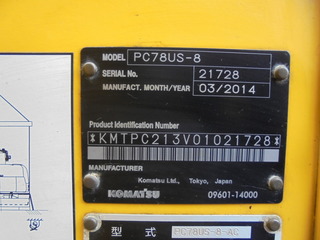 MODEL PC78US-8
SERIAL No. 21728
MANUFACT. MONTH/YEAR 03/2014
Product Identification Number
*KMTPC213V01021728*
MANUFACTURER
Komatsu Ltd., Tokyo, Japan
KOMATSU 09601-14000
型式 PC78US-8-AC